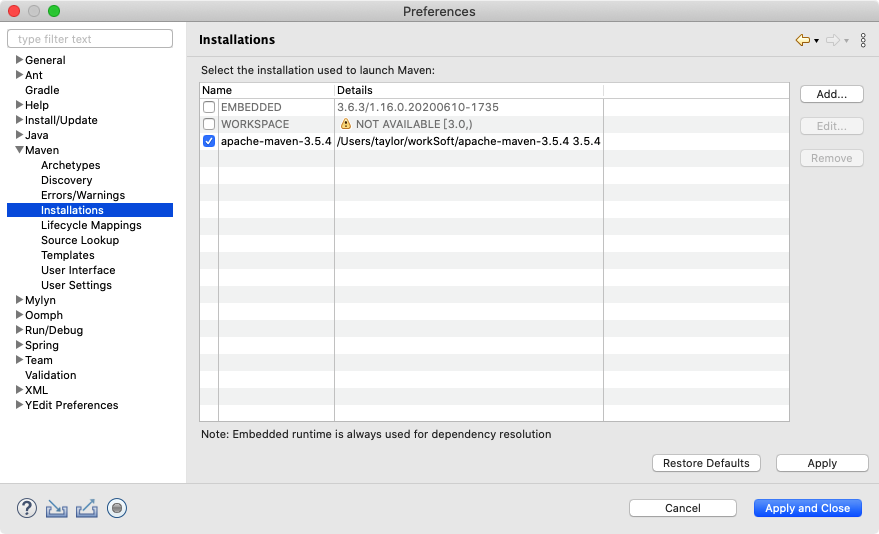 Preferences
type filter text
General
Ant
Gradle
Help
Install/Update
Java
Maven
Archetypes
Discovery
Errors/Warnings
Installations
Lifecycle Mappings
Source Lookup
Templates
User Interface
User Settings
Mylyn
Oomph
Run/Debug
Spring
Team
Validation
XML
YEdit Preferences
Installations
Select the installation used to launch Maven:
Name Details
EMBEDDED 3.6.3/1.16.0.20200610-1735
WORKSPACE NOT AVAILABLE [3.0,)
apache-maven-3.5.4 /Users/taylor/workSoft/apache-maven-3.5.4 3.5.4
Add...
Edit...
Remove
Note: Embedded runtime is always used for dependency resolution
Restore Defaults Apply
? Cancel Apply and Close